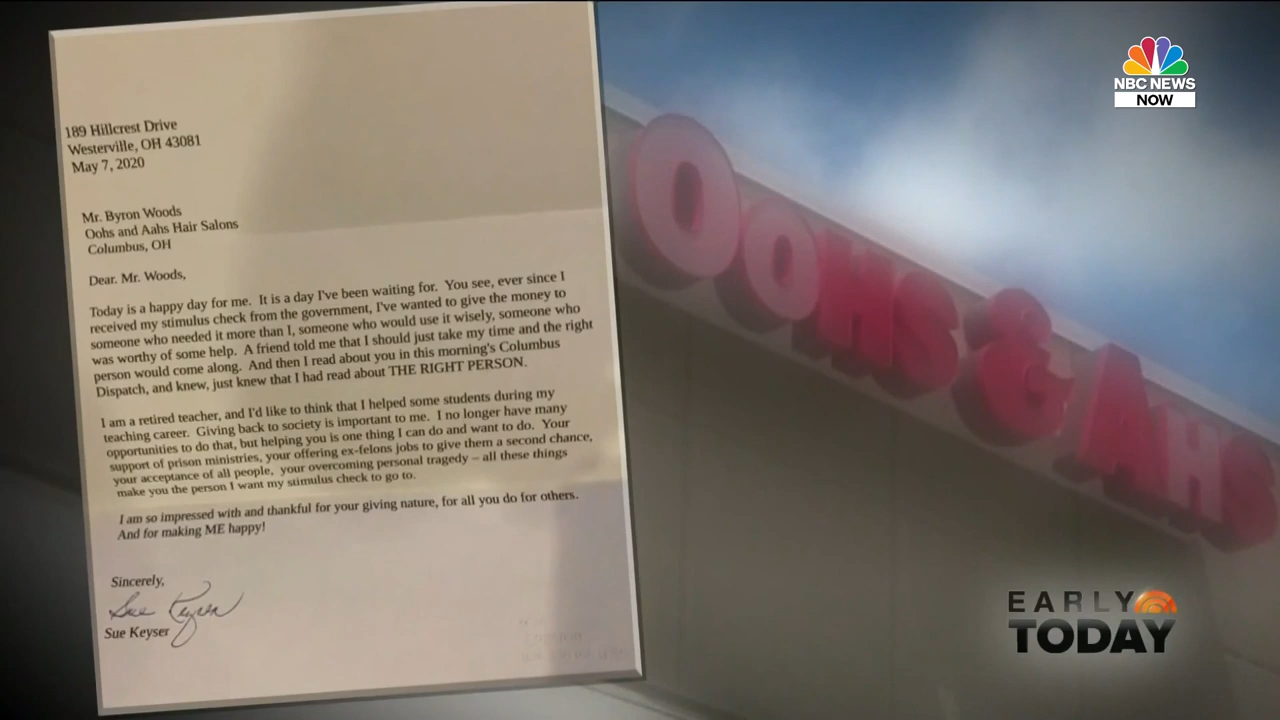 189 Hillcrest Drive
Westerville, OH 43081
May 7, 2020
Mr. Byron Woods
Oohs and Aahs Hair Salons
Columbus, OH
Dear. Mr. Woods,
Today is a happy day for me. It is a day I've been waiting for. You see, ever since I
received my stimulus check from the government, I've wanted to give the money to
someone who needed it more than I, someone who would use it wisely, someone who
was worthy of some help. A friend told me that I should just take my time and the right
person would come along. And then I read about you in this morning's Columbus
Dispatch, and knew, just knew that I had read about THE RIGHT PERSON.
I am a retired teacher, and I'd like to think that I helped some students during my
teaching career. Giving back to society is important to me. I no longer have many
opportunities to do that, but helping you is one thing I can do and want to do. Your
support of prison ministries, your offering ex-felons jobs to give them a second chance,
your acceptance of all people, your overcoming personal tragedy – all these things
make you the person I want my stimulus check to go to.
I am so impressed with and thankful for your giving nature, for all you do for others.
And for making ME happy!
Sincerely,
Sue Keyser
Sue Keyser
OOHS & AHHS
NBC NEWS
NOW
EARLY
TODAY